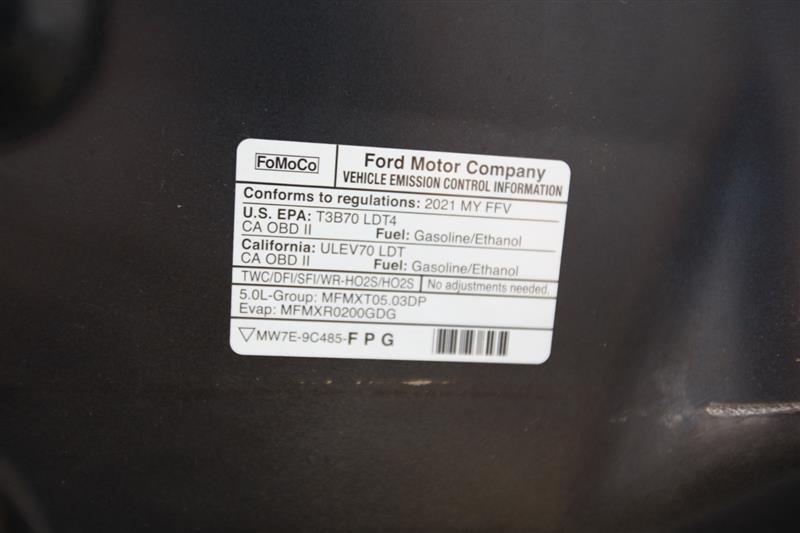 FoMoCo
Ford Motor Company
VEHICLE EMISSION CONTROL INFORMATION
Conforms to regulations: 2021 MY FFV
U.S. EPA: T3B70 LDT4
CA OBD II Fuel: Gasoline/Ethanol
California: ULEV70 LDT
CA OBD II Fuel: Gasoline/Ethanol
TWC/DFI/SFI/WR-HO2S/HO2S No adjustments needed.
5.0L-Group: MFMXT05.03DP
Evap: MFMXR0200GDG
MW7E-9C485-F P G